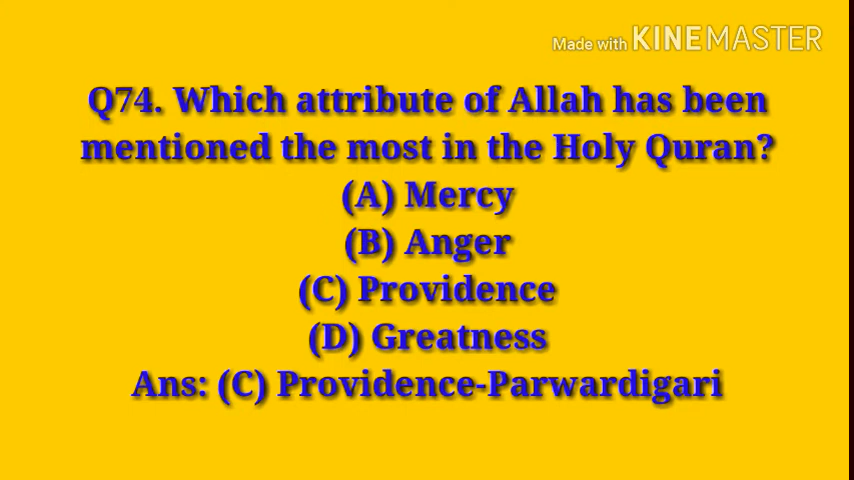 Made with KINEMASTER
Q74. Which attribute of Allah has been
mentioned the most in the Holy Quran?
(A) Mercy
(B) Anger
(C) Providence
(D) Greatness
Ans: (C) Providence-Parwardigari